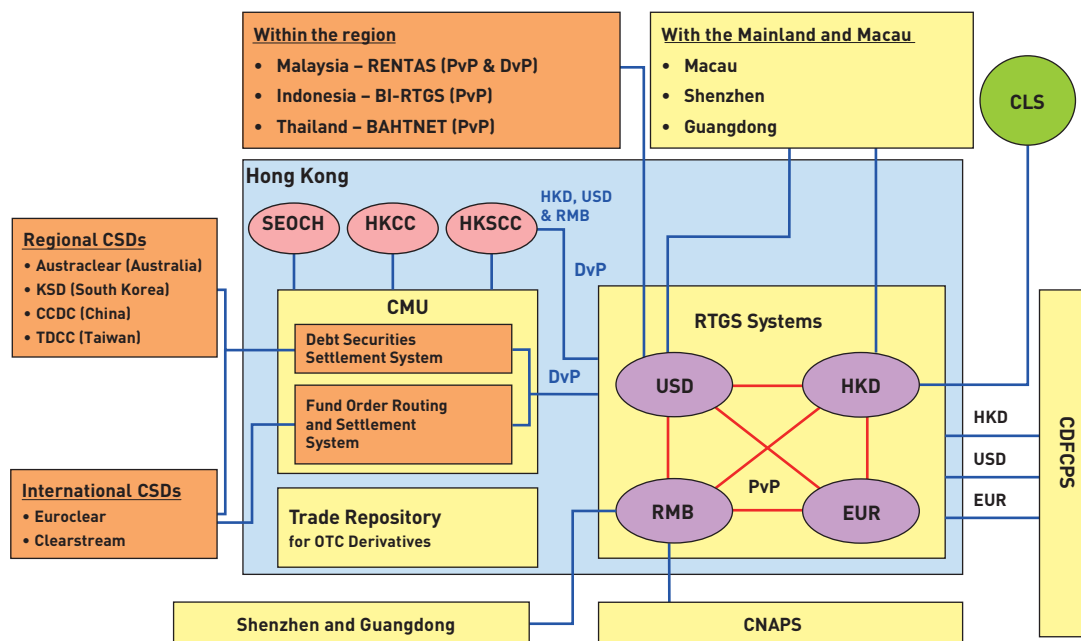 Within the region
• Malaysia – RENTAS (PvP & DvP)
• Indonesia – BI-RTGS (PvP)
• Thailand – BAHTNET (PvP)
With the Mainland and Macau
• Macau
• Shenzhen
• Guangdong
CLS
Hong Kong
SEOCH
HKCC
HKSCC
HKD, USD
& RMB
DvP
Regional CSDs
• Austraclear (Australia)
• KSD (South Korea)
• CCDC (China)
• TDCC (Taiwan)
CMU
Debt Securities
Settlement System
Fund Order Routing
and Settlement
System
DvP
RTGS Systems
USD
HKD
RMB
PvP
EUR
HKD
USD
EUR
CDFCPS
International CSDs
• Euroclear
• Clearstream
Trade Repository
for OTC Derivatives
Shenzhen and Guangdong
CNAPS